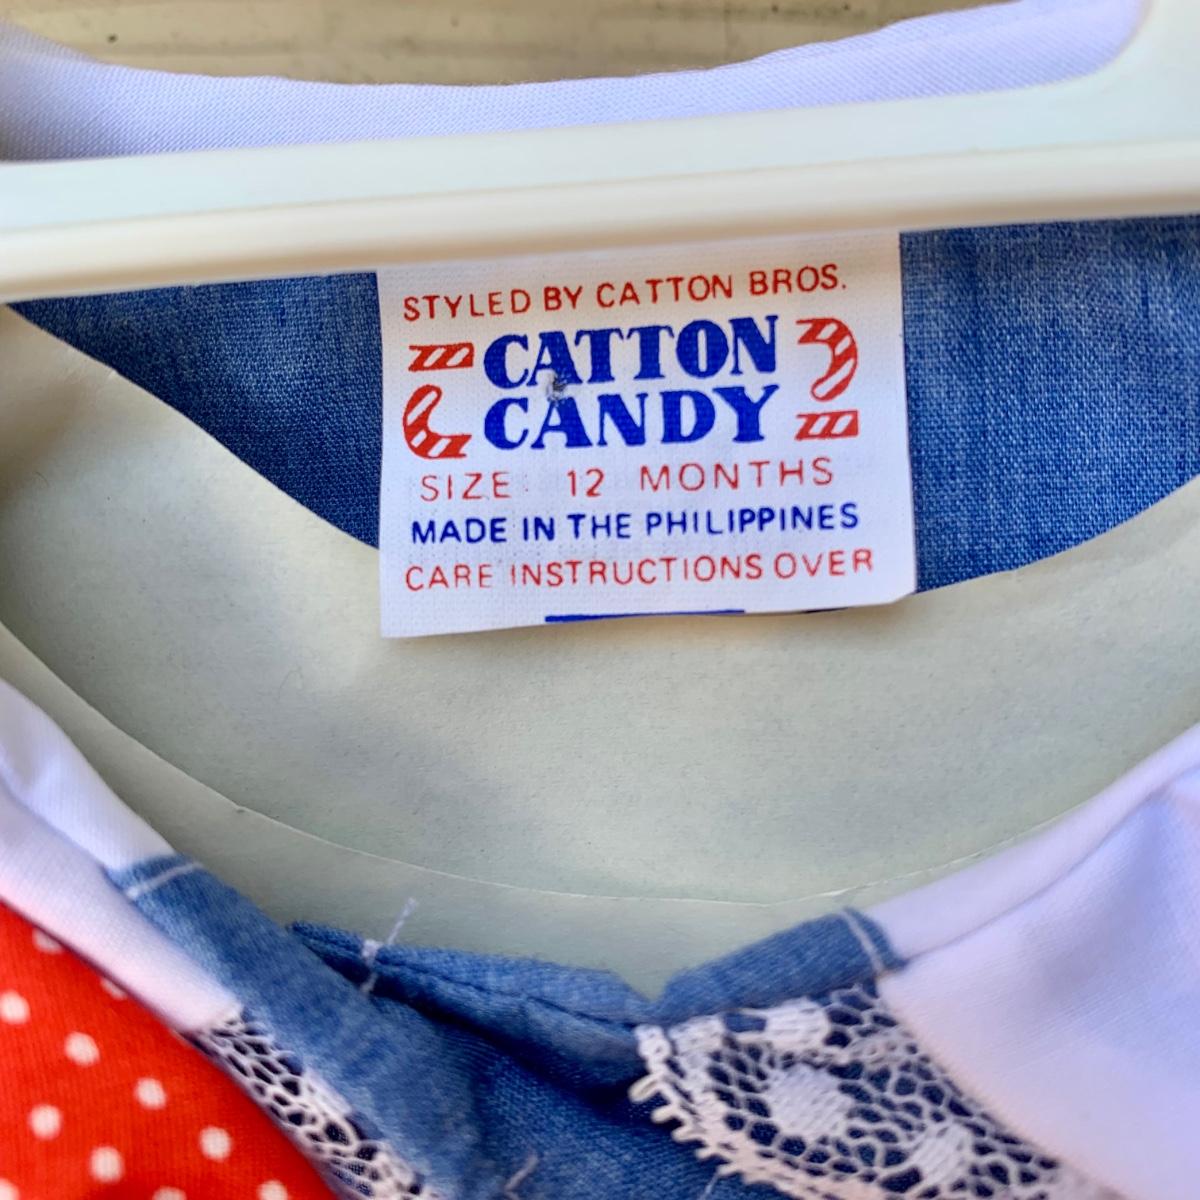 STYLED BY CATTON BROS.
CATTON
CANDY
SIZE: 12 MONTHS
MADE IN THE PHILIPPINES
CARE INSTRUCTIONS OVER